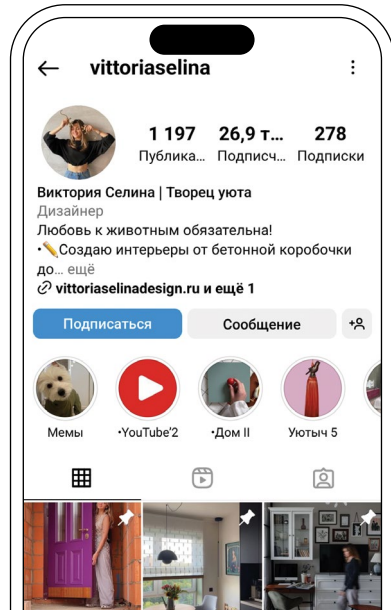 vittoriaselina
1 197 26,9 т... 278
Публика... Подписч... Подписки
Виктория Селина | Творец уюта
Дизайнер
Любовь к животным обязательна!
•✏️Создаю интерьеры от бетонной коробочки
до... ещё
vittoriaselinadesign.ru и ещё 1
Подписаться Сообщение
Мемы •YouTube'2 •Дом II Уютыч 5